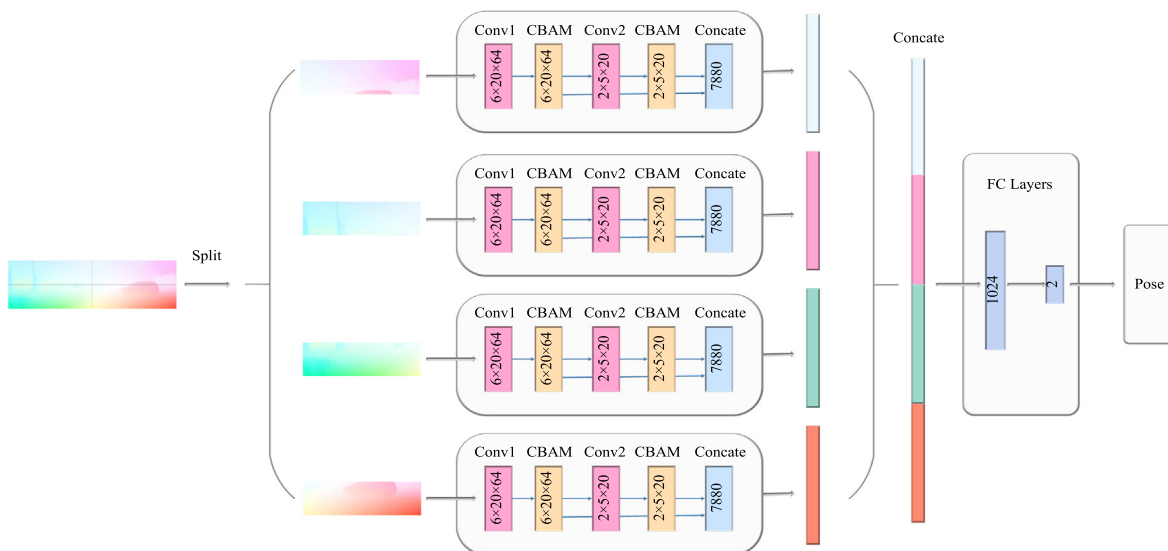 Conv1 CBAM Conv2 CBAM Concate
6×20×64 6×20×64 2×5×20 2×5×20 7880
Conv1 CBAM Conv2 CBAM Concate
6×20×64 6×20×64 2×5×20 2×5×20 7880
Conv1 CBAM Conv2 CBAM Concate
6×20×64 6×20×64 2×5×20 2×5×20 7880
Conv1 CBAM Conv2 CBAM Concate
6×20×64 6×20×64 2×5×20 2×5×20 7880
Split
Concate
FC Layers
1024 2
Pose